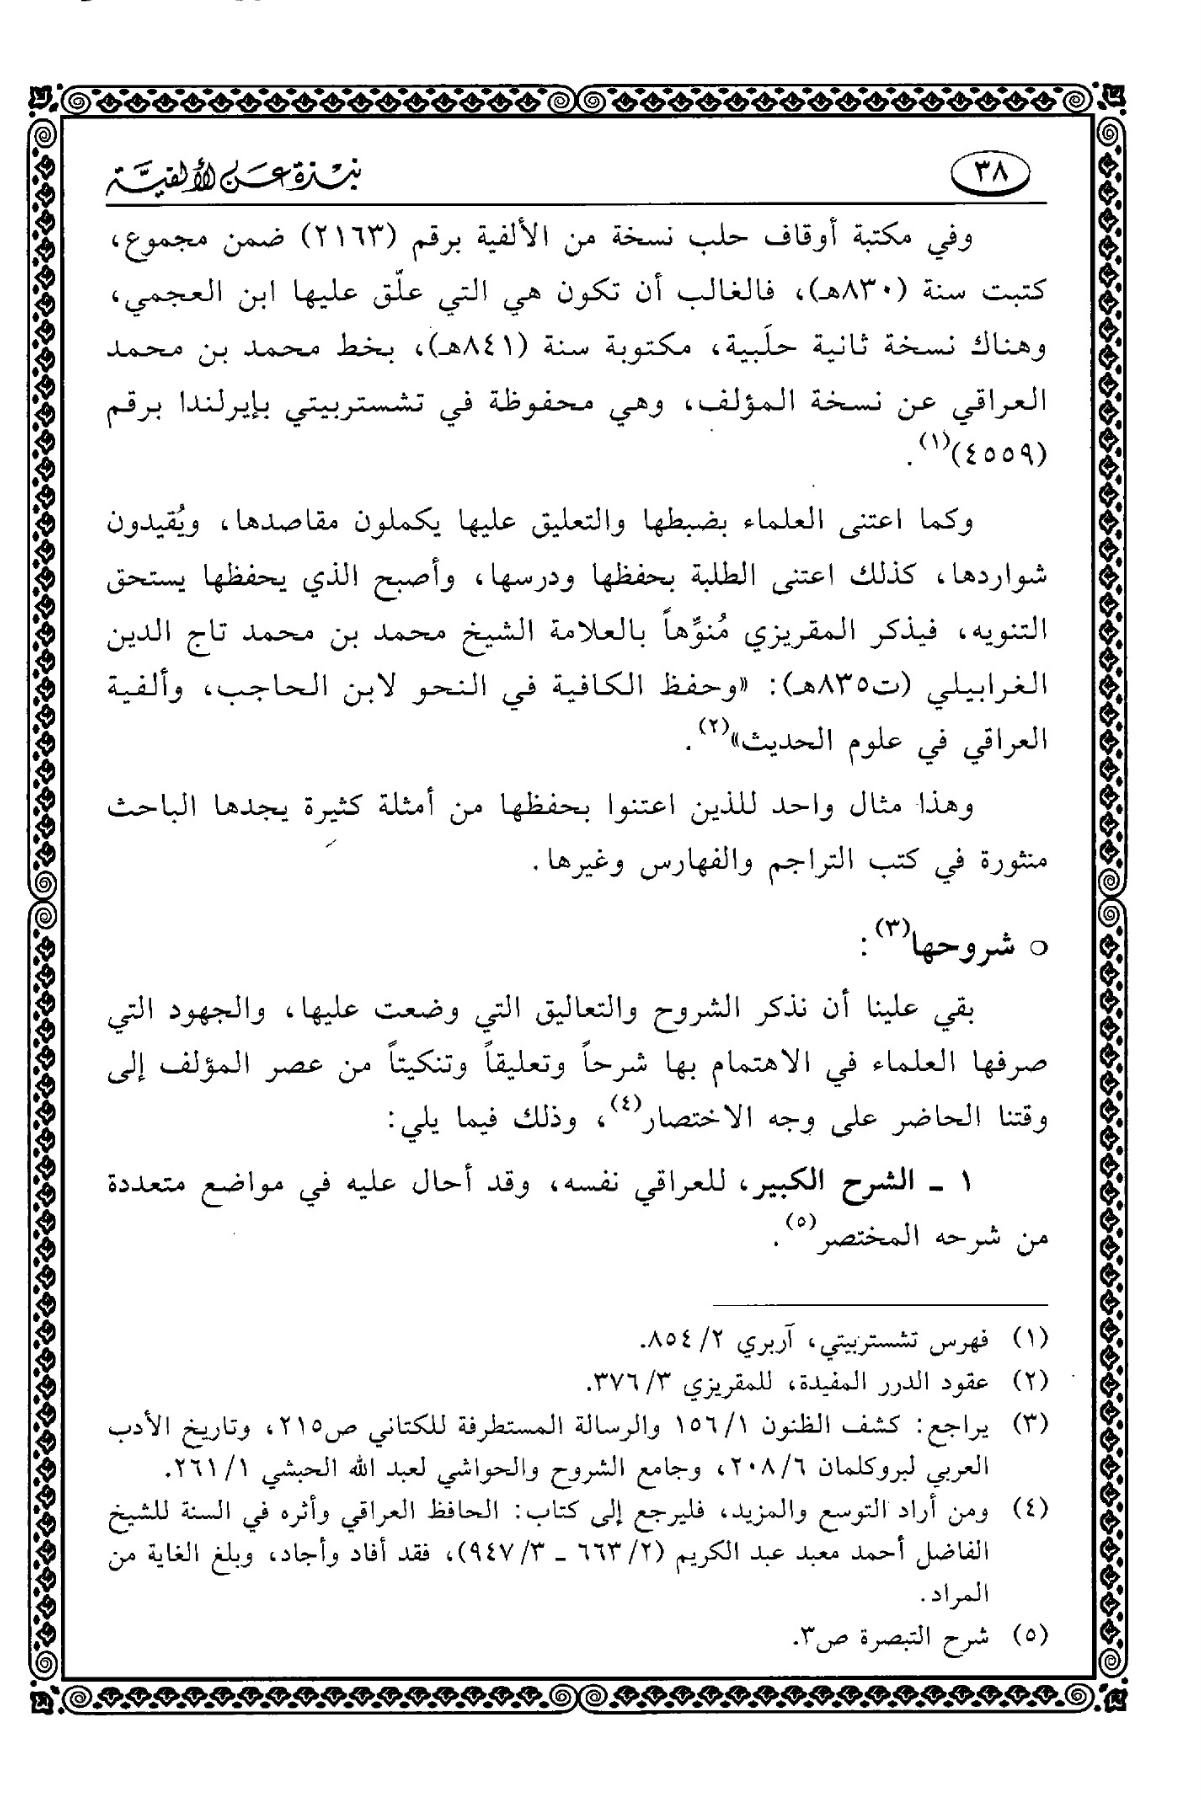 ٣٨
نبذة عن الألفية
وفي مكتبة أوقاف حلب نسخة من الألفية برقم (٢١٦٣) ضمن مجموع،
كتبت سنة (٨٣٠هـ)، فالغالب أن تكون هي التي علّق عليها ابن العجمي،
وهناك نسخة ثانية حلَبية، مكتوبة سنة (٨٤١هـ)، بخط محمد بن محمد
العراقي عن نسخة المؤلف، وهي محفوظة في تشستربيتي بإيرلندا برقم
(٤٥٥٩)(١).
وكما اعتنى العلماء بضبطها والتعليق عليها يكملون مقاصدها، ويُقيدون
شواردها، كذلك اعتنى الطلبة بحفظها ودرسها، وأصبح الذي يحفظها يستحق
التنويه، فيذكر المقريزي مُنوِّهاً بالعلامة الشيخ محمد بن محمد تاج الدين
الغرابيلي (ت٨٣٥هـ): «وحفظ الكافية في النحو لابن الحاجب، وألفية
العراقي في علوم الحديث»(٢).
وهذا مثال واحد للذين اعتنوا بحفظها من أمثلة كثيرة يجدها الباحث
منثورة في كتب التراجم والفهارس وغيرها.
○ شروحها(٣):
بقي علينا أن نذكر الشروح والتعاليق التي وضعت عليها، والجهود التي
صرفها العلماء في الاهتمام بها شرحاً وتعليقاً وتنكيتاً من عصر المؤلف إلى
وقتنا الحاضر على وجه الاختصار(٤)، وذلك فيما يلي:
١ ـ الشرح الكبير، للعراقي نفسه، وقد أحال عليه في مواضع متعددة
من شرحه المختصر(٥).
(١) فهرس تشستربيتي، آربري ٨٥٤/٢.
(٢) عقود الدرر المفيدة، للمقريزي ٣٧٦/٣.
(٣) يراجع: كشف الظنون ١٥٦/١ والرسالة المستطرفة للكتاني ص٢١٥، وتاريخ الأدب
العربي لبروكلمان ٢٠٨/٦، وجامع الشروح والحواشي لعبد الله الحبشي ٢٦١/١.
(٤) ومن أراد التوسع والمزيد، فليرجع إلى كتاب: الحافظ العراقي وأثره في السنة للشيخ
الفاضل أحمد معبد عبد الكريم (٦٦٣/٢ ـ ٩٤٧/٣)، فقد أفاد وأجاد، وبلغ الغاية من
المراد.
(٥) شرح التبصرة ص٣.